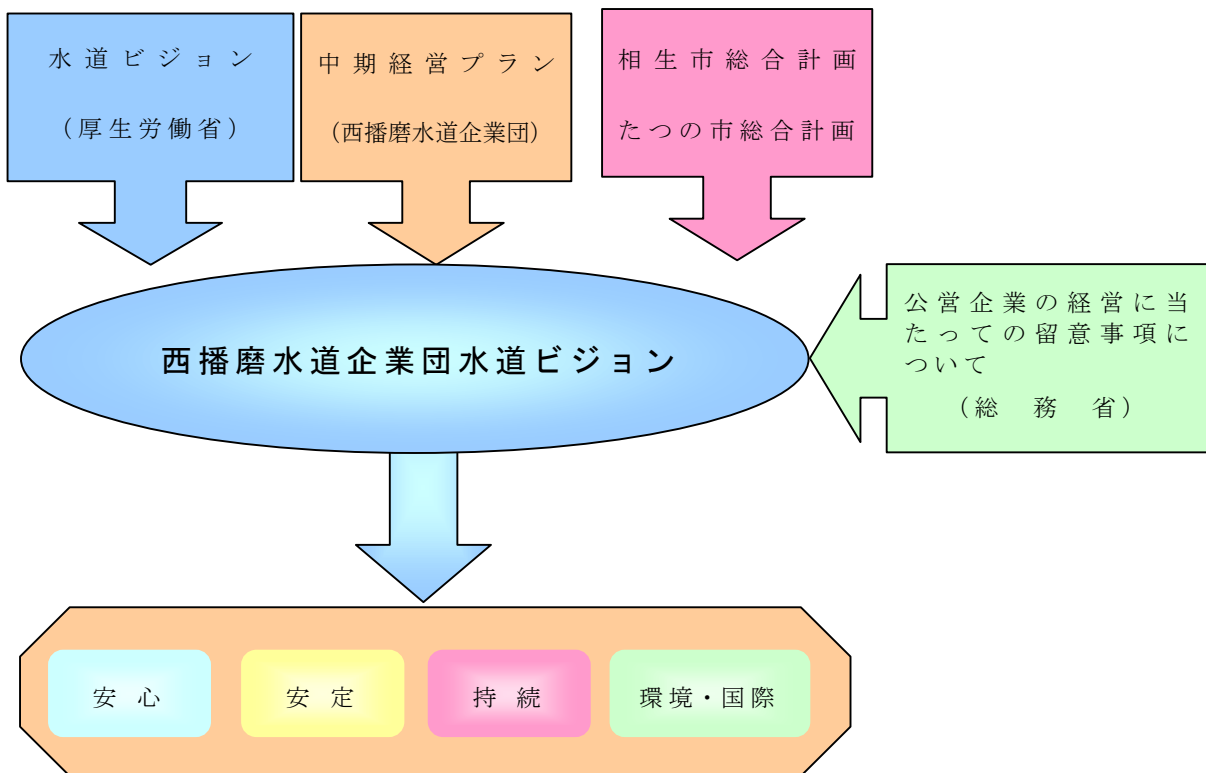 水道ビジョン
（厚生労働省）
中期経営プラン
（西播磨水道企業団）
相生市総合計画
たつの市総合計画
西播磨水道企業団水道ビジョン
公営企業の経営に当
たっての留意事項に
ついて
（総　務　省）
安　心
安　定
持　続
環境・国際